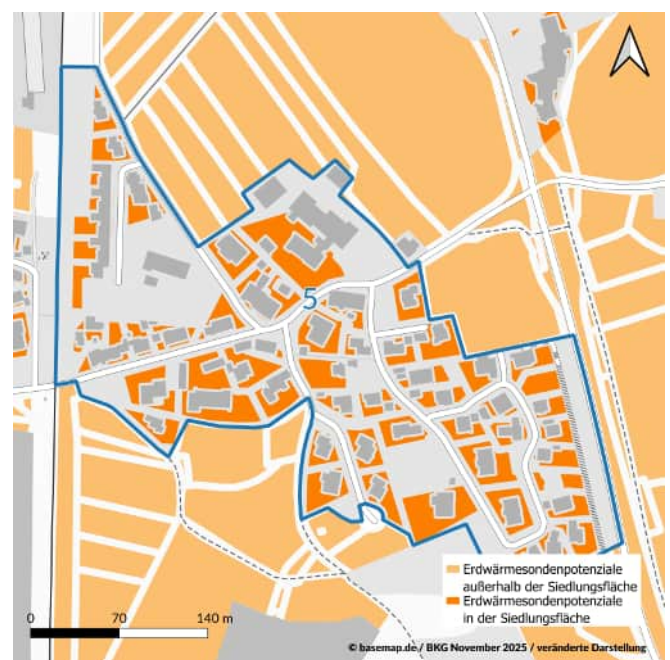 5
Erdwärmesondenpotenziale
außerhalb der Siedlungsfläche
Erdwärmesondenpotenziale
in der Siedlungsfläche
0 70 140 m
© basemap.de / BKG November 2025 / veränderte Darstellung